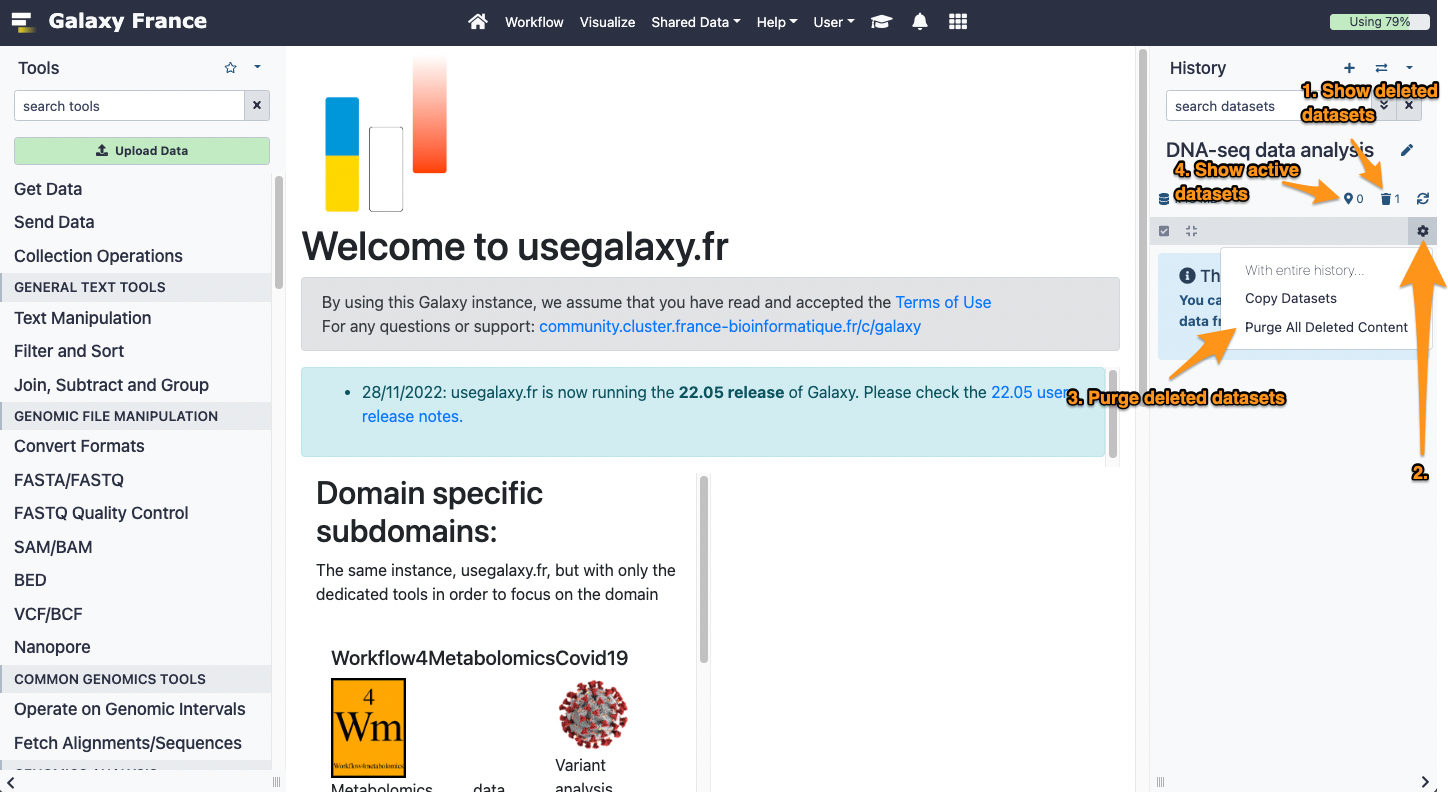 Galaxy France
Workflow
Visualize
Shared Data
Help
User
Using 79%
Tools
search tools
Upload Data
Get Data
Send Data
Collection Operations
GENERAL TEXT TOOLS
Text Manipulation
Filter and Sort
Join, Subtract and Group
GENOMIC FILE MANIPULATION
Convert Formats
FASTA/FASTQ
FASTQ Quality Control
SAM/BAM
BED
VCF/BCF
Nanopore
COMMON GENOMICS TOOLS
Operate on Genomic Intervals
Fetch Alignments/Sequences
Welcome to usegalaxy.fr
By using this Galaxy instance, we assume that you have read and accepted the Terms of Use
For any questions or support: community.cluster.france-bioinformatique.fr/c/galaxy
• 28/11/2022: usegalaxy.fr is now running the 22.05 release of Galaxy. Please check the 22.05 user
release notes.
Domain specific
subdomains:
The same instance, usegalaxy.fr, but with only the
dedicated tools in order to focus on the domain
Workflow4MetabolomicsCovid19
4
Wm
Workflow4metabolomics
Metabolomics data
Variant
analysis
History
search datasets
1. Show deleted
datasets
DNA-seq data analysis
4. Show active
datasets
0
1
Th
You ca
data fr
With entire history...
Copy Datasets
Purge All Deleted Content
3. Purge deleted datasets
2.